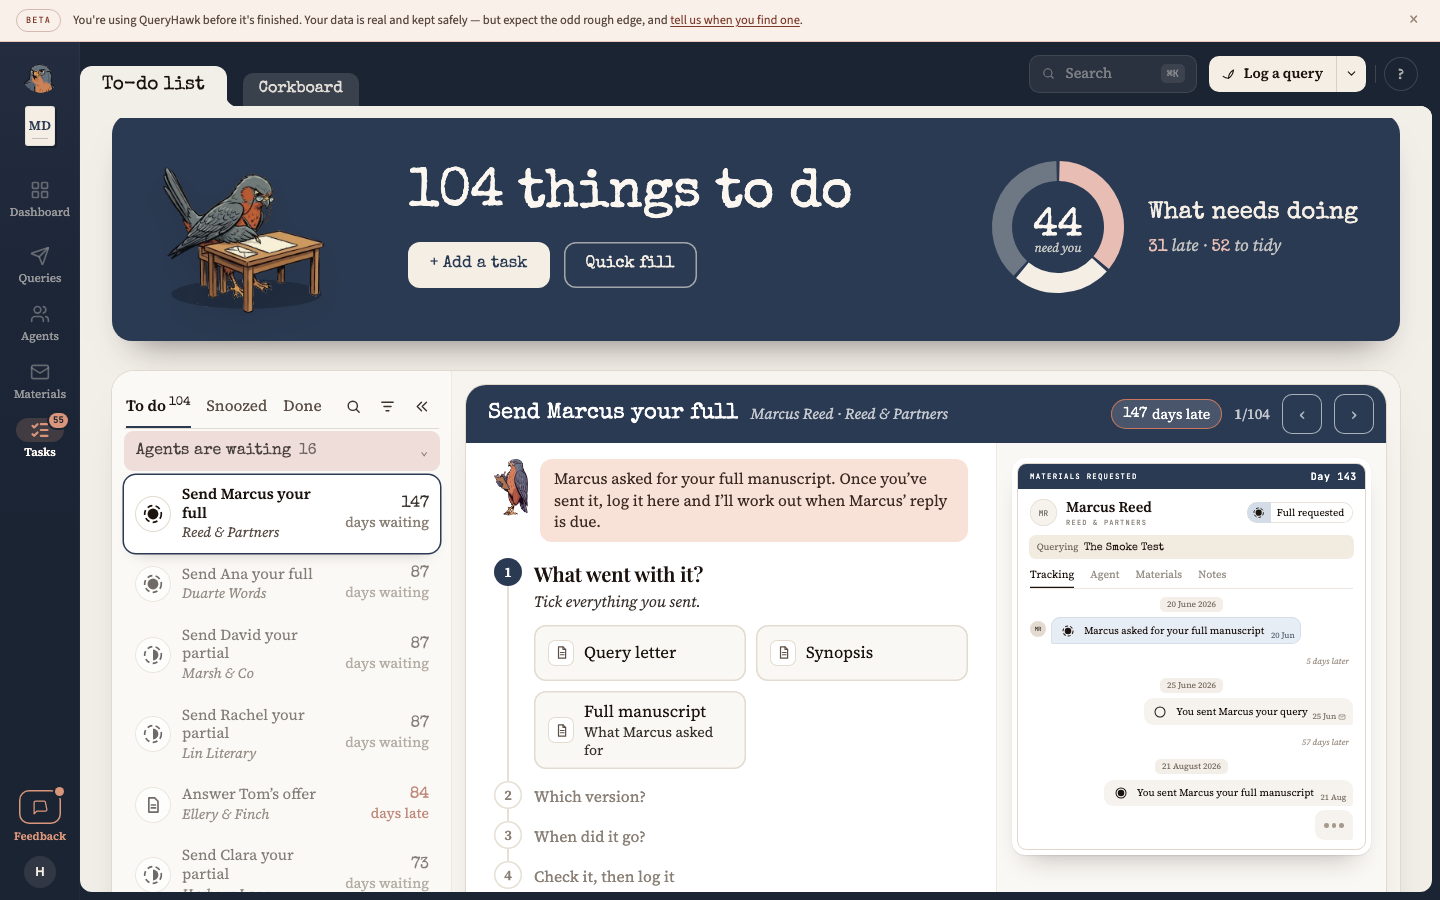 BETA You're using QueryHawk before it's finished. Your data is real and kept safely — but expect the odd rough edge, and tell us when you find one. ×
To-do list
Corkboard
Search ⌘K
Log a query
?
MD
Dashboard
Queries
Agents
Materials
55
Tasks
Feedback
H
104 things to do
+ Add a task
Quick fill
44
need you
What needs doing
31 late · 52 to tidy
To do 104 Snoozed Done
Agents are waiting 16
Send Marcus your full
Reed & Partners
147
days waiting
Send Ana your full
Duarte Words
87
days waiting
Send David your partial
Marsh & Co
87
days waiting
Send Rachel your partial
Lin Literary
87
days waiting
Answer Tom's offer
Ellery & Finch
84
days late
Send Clara your partial
73
days waiting
Send Marcus your full Marcus Reed · Reed & Partners
147 days late 1/104
Marcus asked for your full manuscript. Once you've
sent it, log it here and I'll work out when Marcus' reply
is due.
1 What went with it?
Tick everything you sent.
Query letter
Synopsis
Full manuscript
What Marcus asked
for
2 Which version?
3 When did it go?
4 Check it, then log it
MATERIALS REQUESTED Day 143
MR Marcus Reed
REED & PARTNERS
Full requested
Querying The Smoke Test
Tracking Agent Materials Notes
20 June 2026
MR Marcus asked for your full manuscript 20 Jun
5 days later
25 June 2026
You sent Marcus your query 25 Jun
57 days later
21 August 2026
You sent Marcus your full manuscript 21 Aug